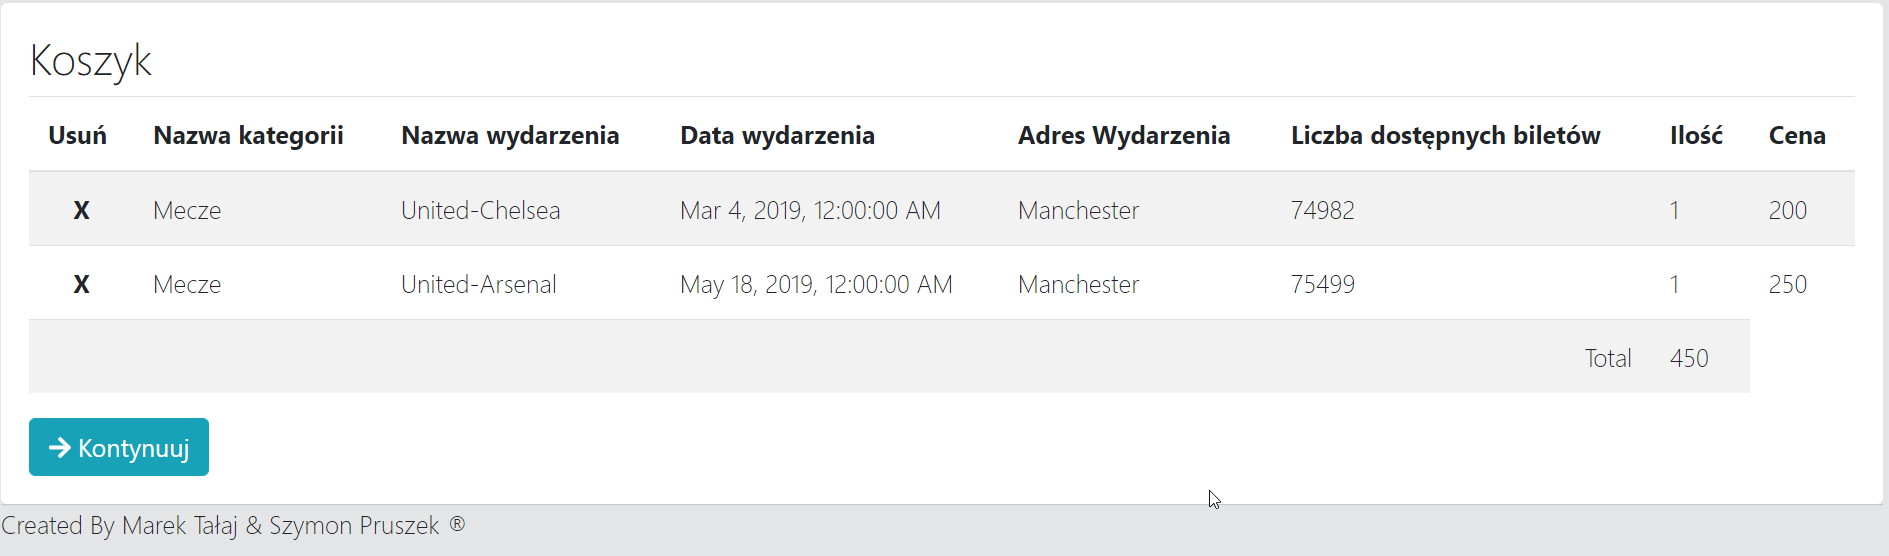 Koszyk
Usuń Nazwa kategorii Nazwa wydarzenia Data wydarzenia Adres Wydarzenia Liczba dostępnych biletów Ilość Cena
X Mecze United-Chelsea Mar 4, 2019, 12:00:00 AM Manchester 74982 1 200
X Mecze United-Arsenal May 18, 2019, 12:00:00 AM Manchester 75499 1 250
Total 450
→ Kontynuuj
Created By Marek Tałaj & Szymon Pruszek ®